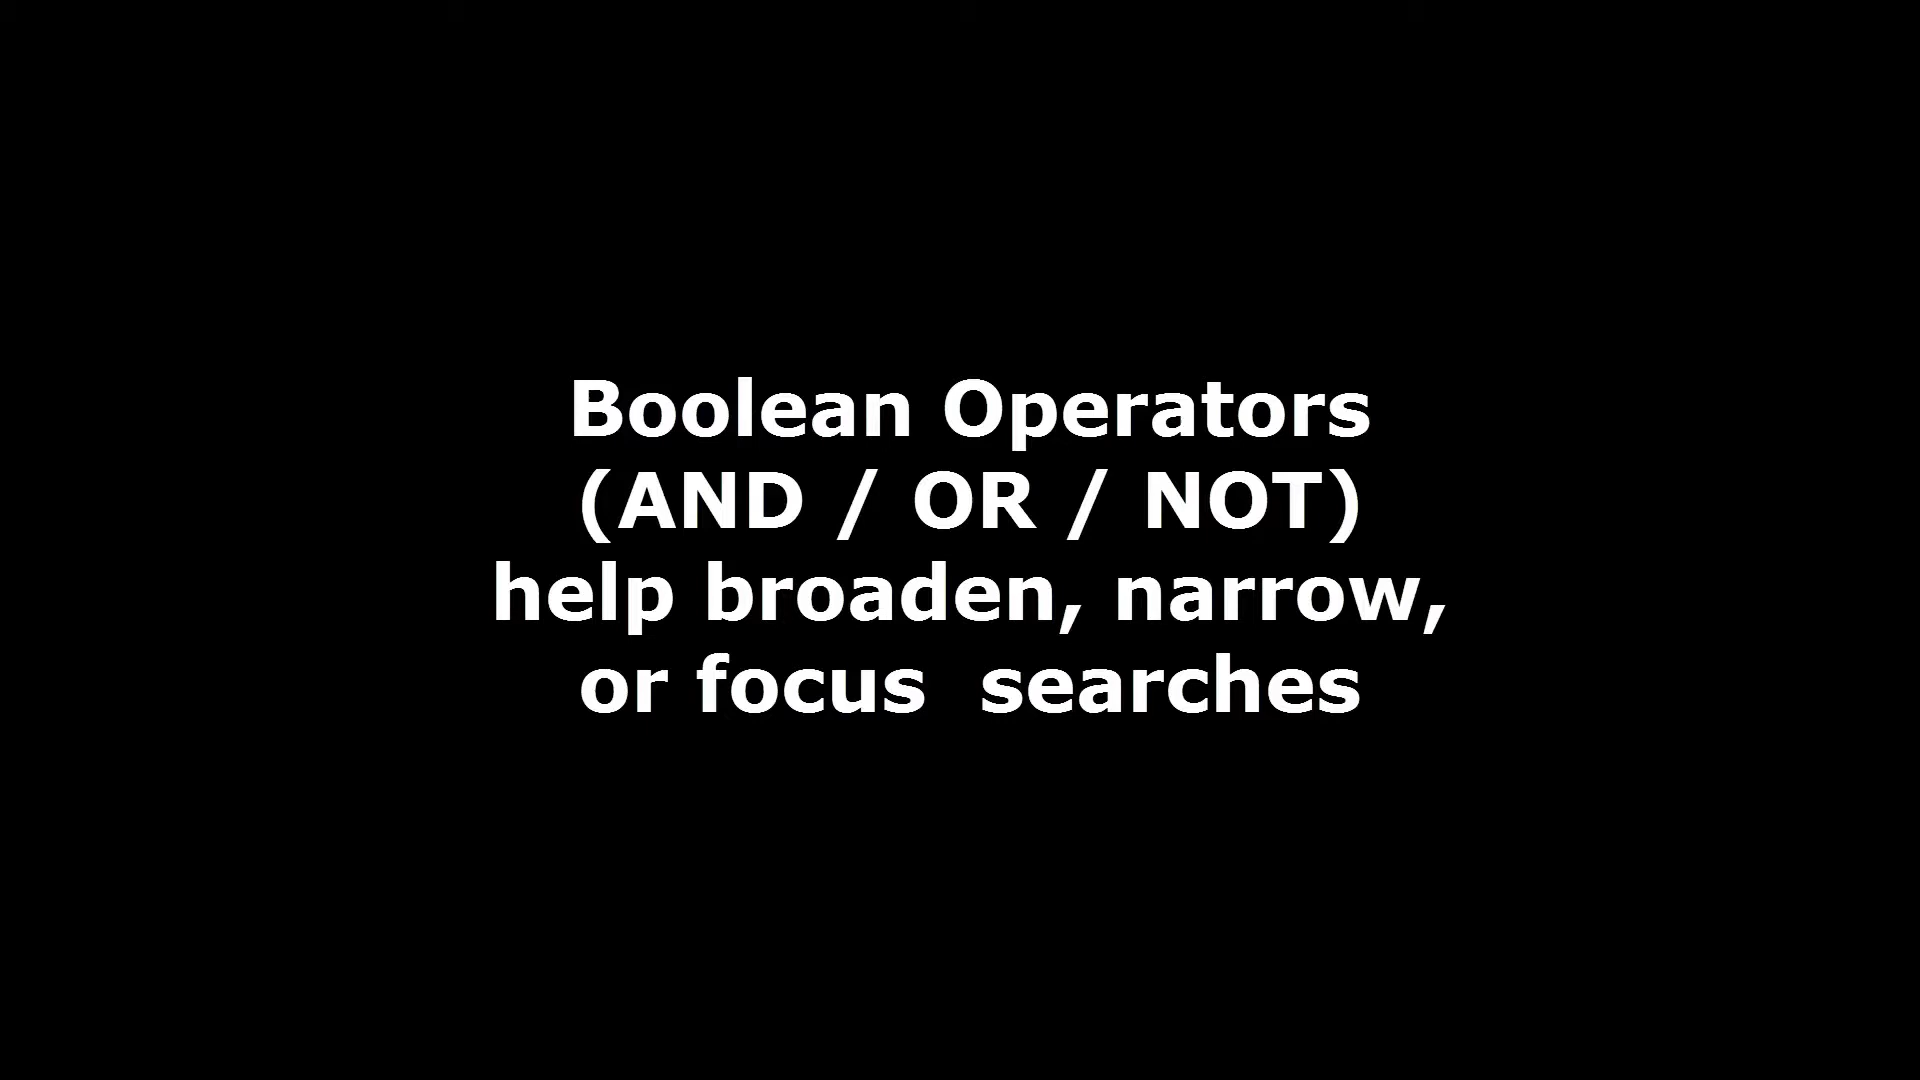 Boolean Operators
(AND / OR / NOT)
help broaden, narrow,
or focus  searches